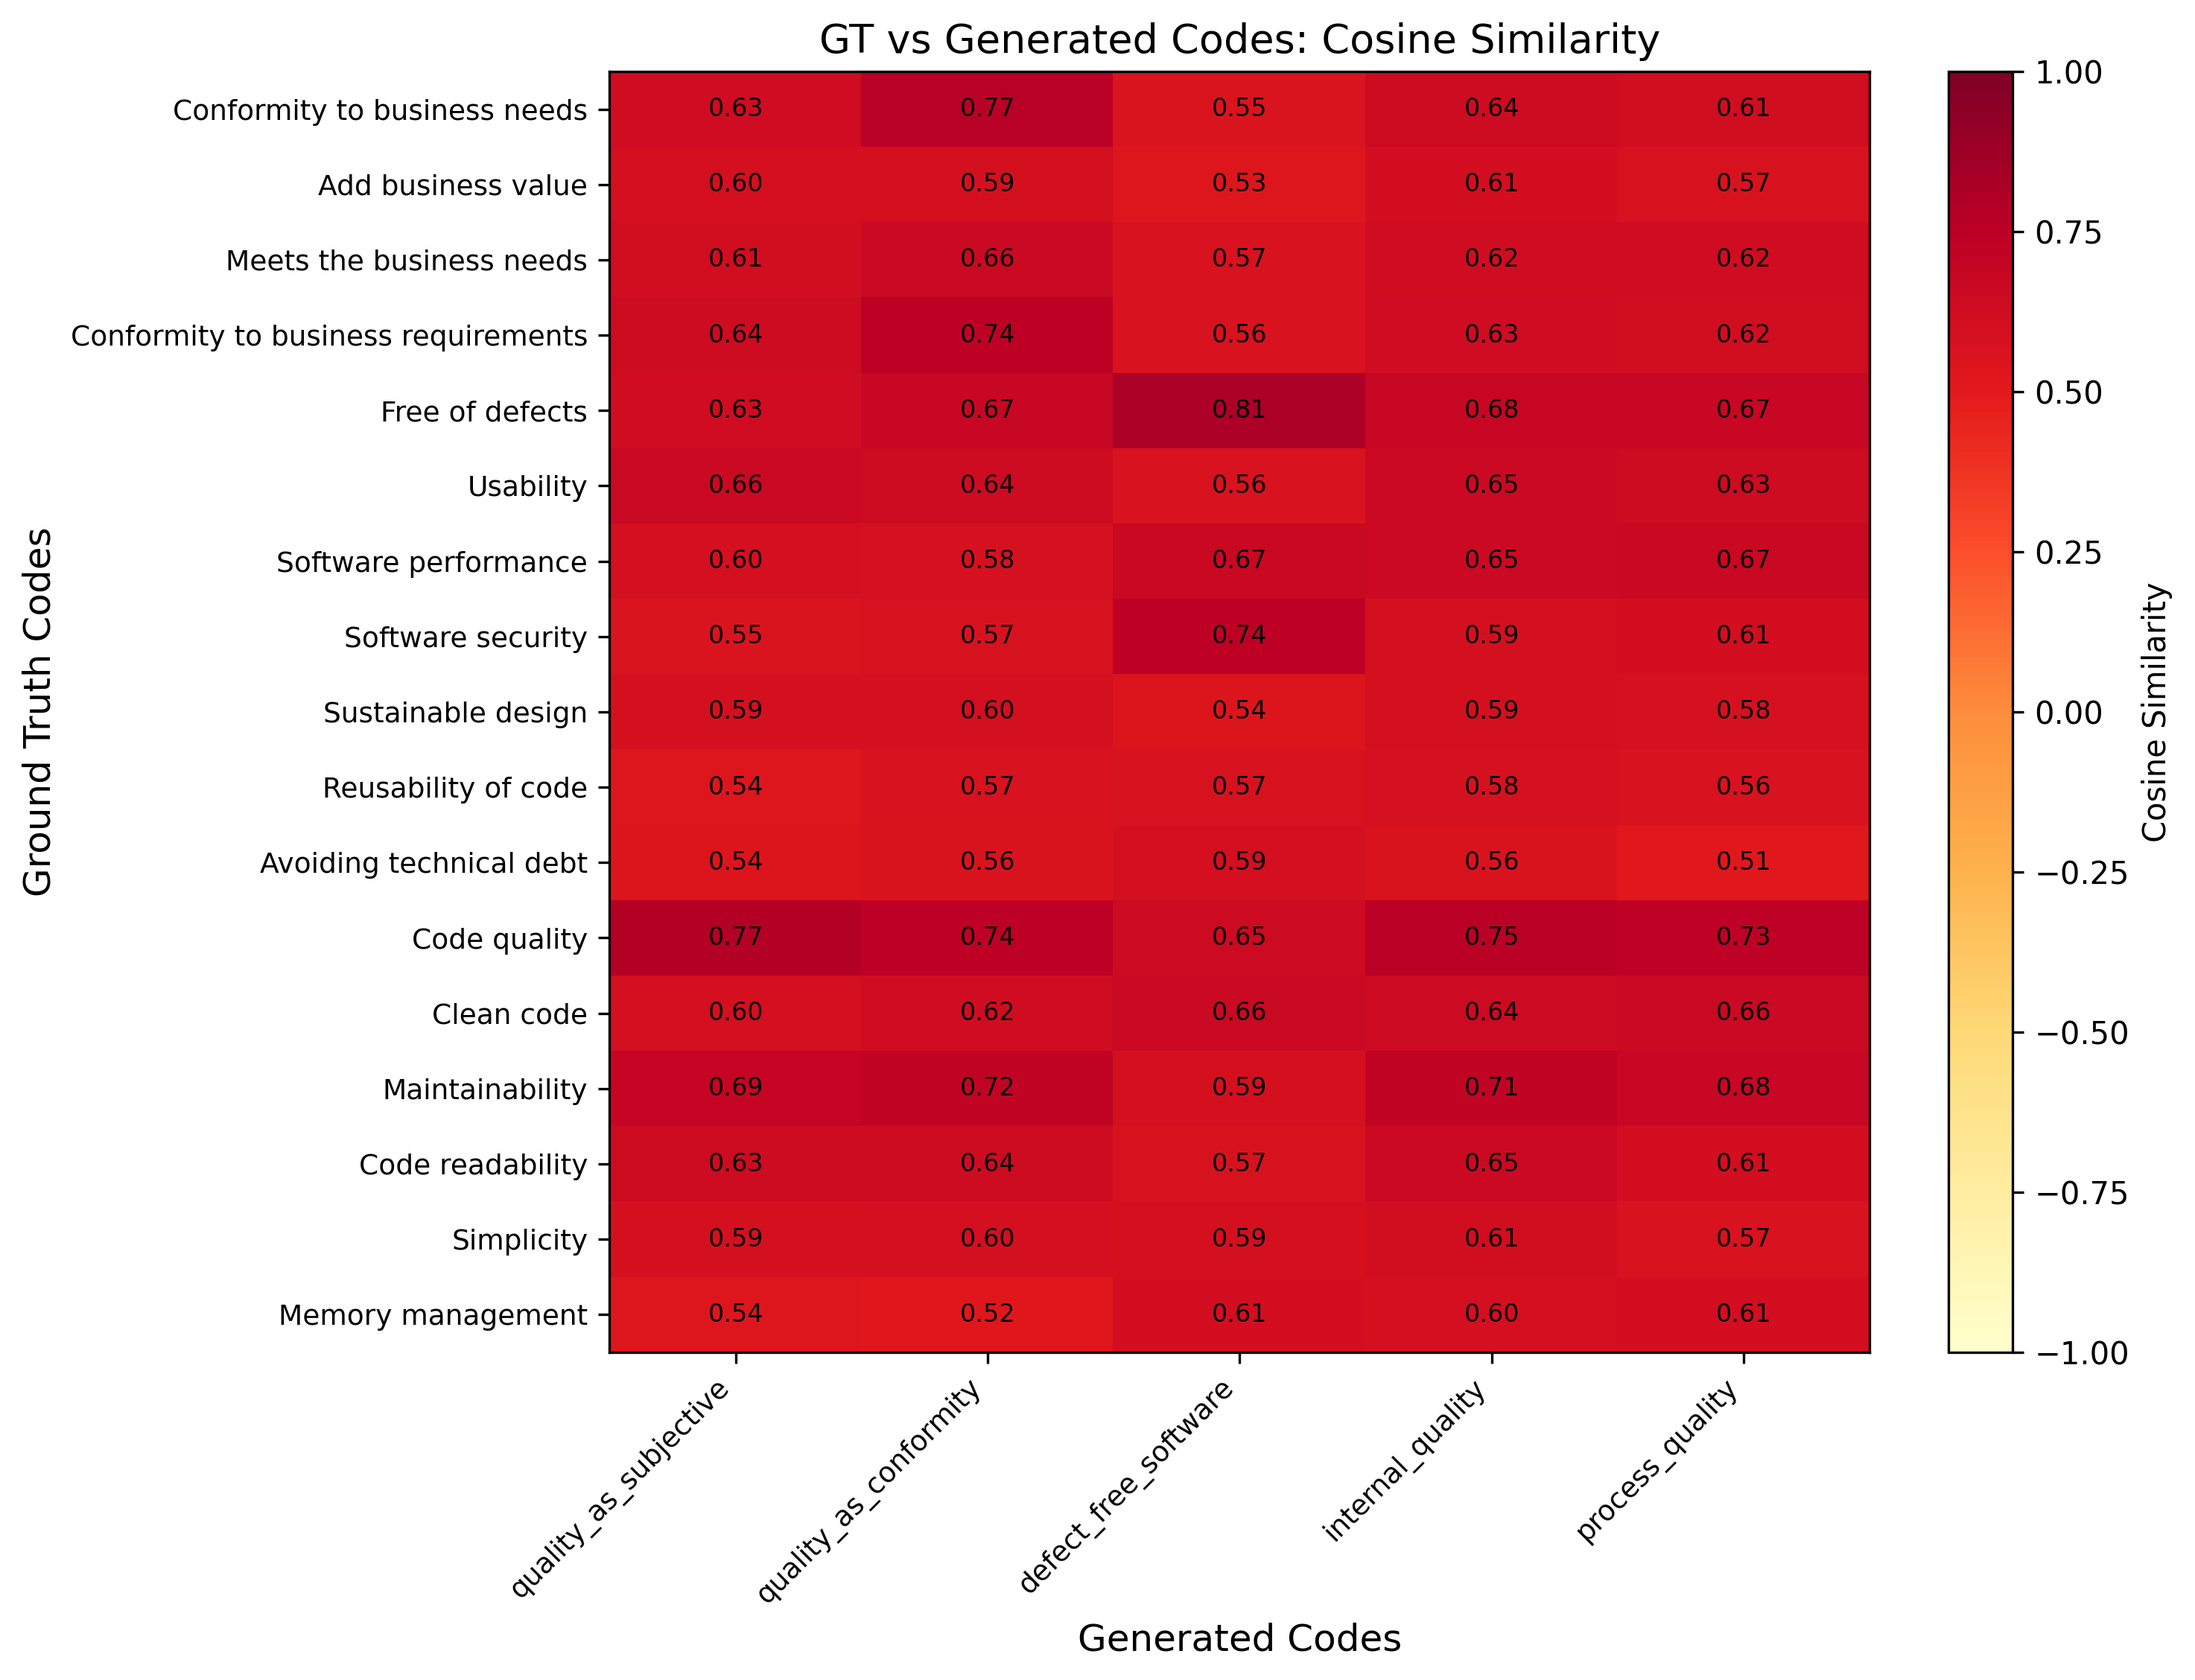 GT vs Generated Codes: Cosine Similarity
Ground Truth Codes
Conformity to business needs 0.63 0.77 0.55 0.64 0.61
Add business value 0.60 0.59 0.53 0.61 0.57
Meets the business needs 0.61 0.66 0.57 0.62 0.62
Conformity to business requirements 0.64 0.74 0.56 0.63 0.62
Free of defects 0.63 0.67 0.81 0.68 0.67
Usability 0.66 0.64 0.56 0.65 0.63
Software performance 0.60 0.58 0.67 0.65 0.67
Software security 0.55 0.57 0.74 0.59 0.61
Sustainable design 0.59 0.60 0.54 0.59 0.58
Reusability of code 0.54 0.57 0.57 0.58 0.56
Avoiding technical debt 0.54 0.56 0.59 0.56 0.51
Code quality 0.77 0.74 0.65 0.75 0.73
Clean code 0.60 0.62 0.66 0.64 0.66
Maintainability 0.69 0.72 0.59 0.71 0.68
Code readability 0.63 0.64 0.57 0.65 0.61
Simplicity 0.59 0.60 0.59 0.61 0.57
Memory management 0.54 0.52 0.61 0.60 0.61
quality_as_subjective
quality_as_conformity
defect_free_software
internal_quality
process_quality
Generated Codes
1.00
0.75
0.50
0.25
0.00
−0.25
−0.50
−0.75
−1.00
Cosine Similarity